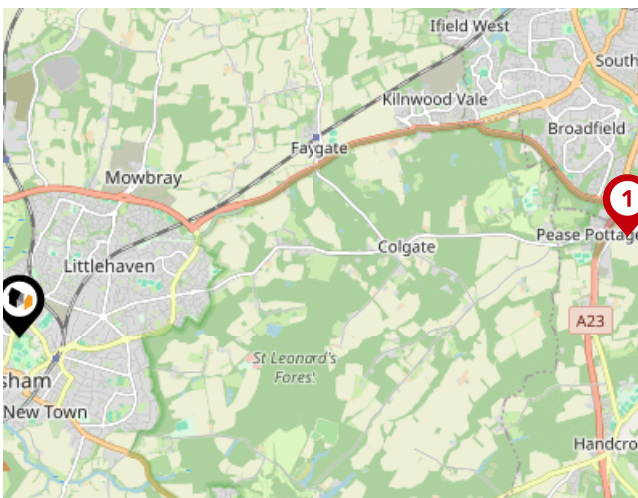 Ifield West
South
Kilnwood Vale
Broadfield
Faygate
Mowbray
1
Pease Pottage
Colgate
Littlehaven
A23
St Leonard's
Fores
sham
New Town
Handcro